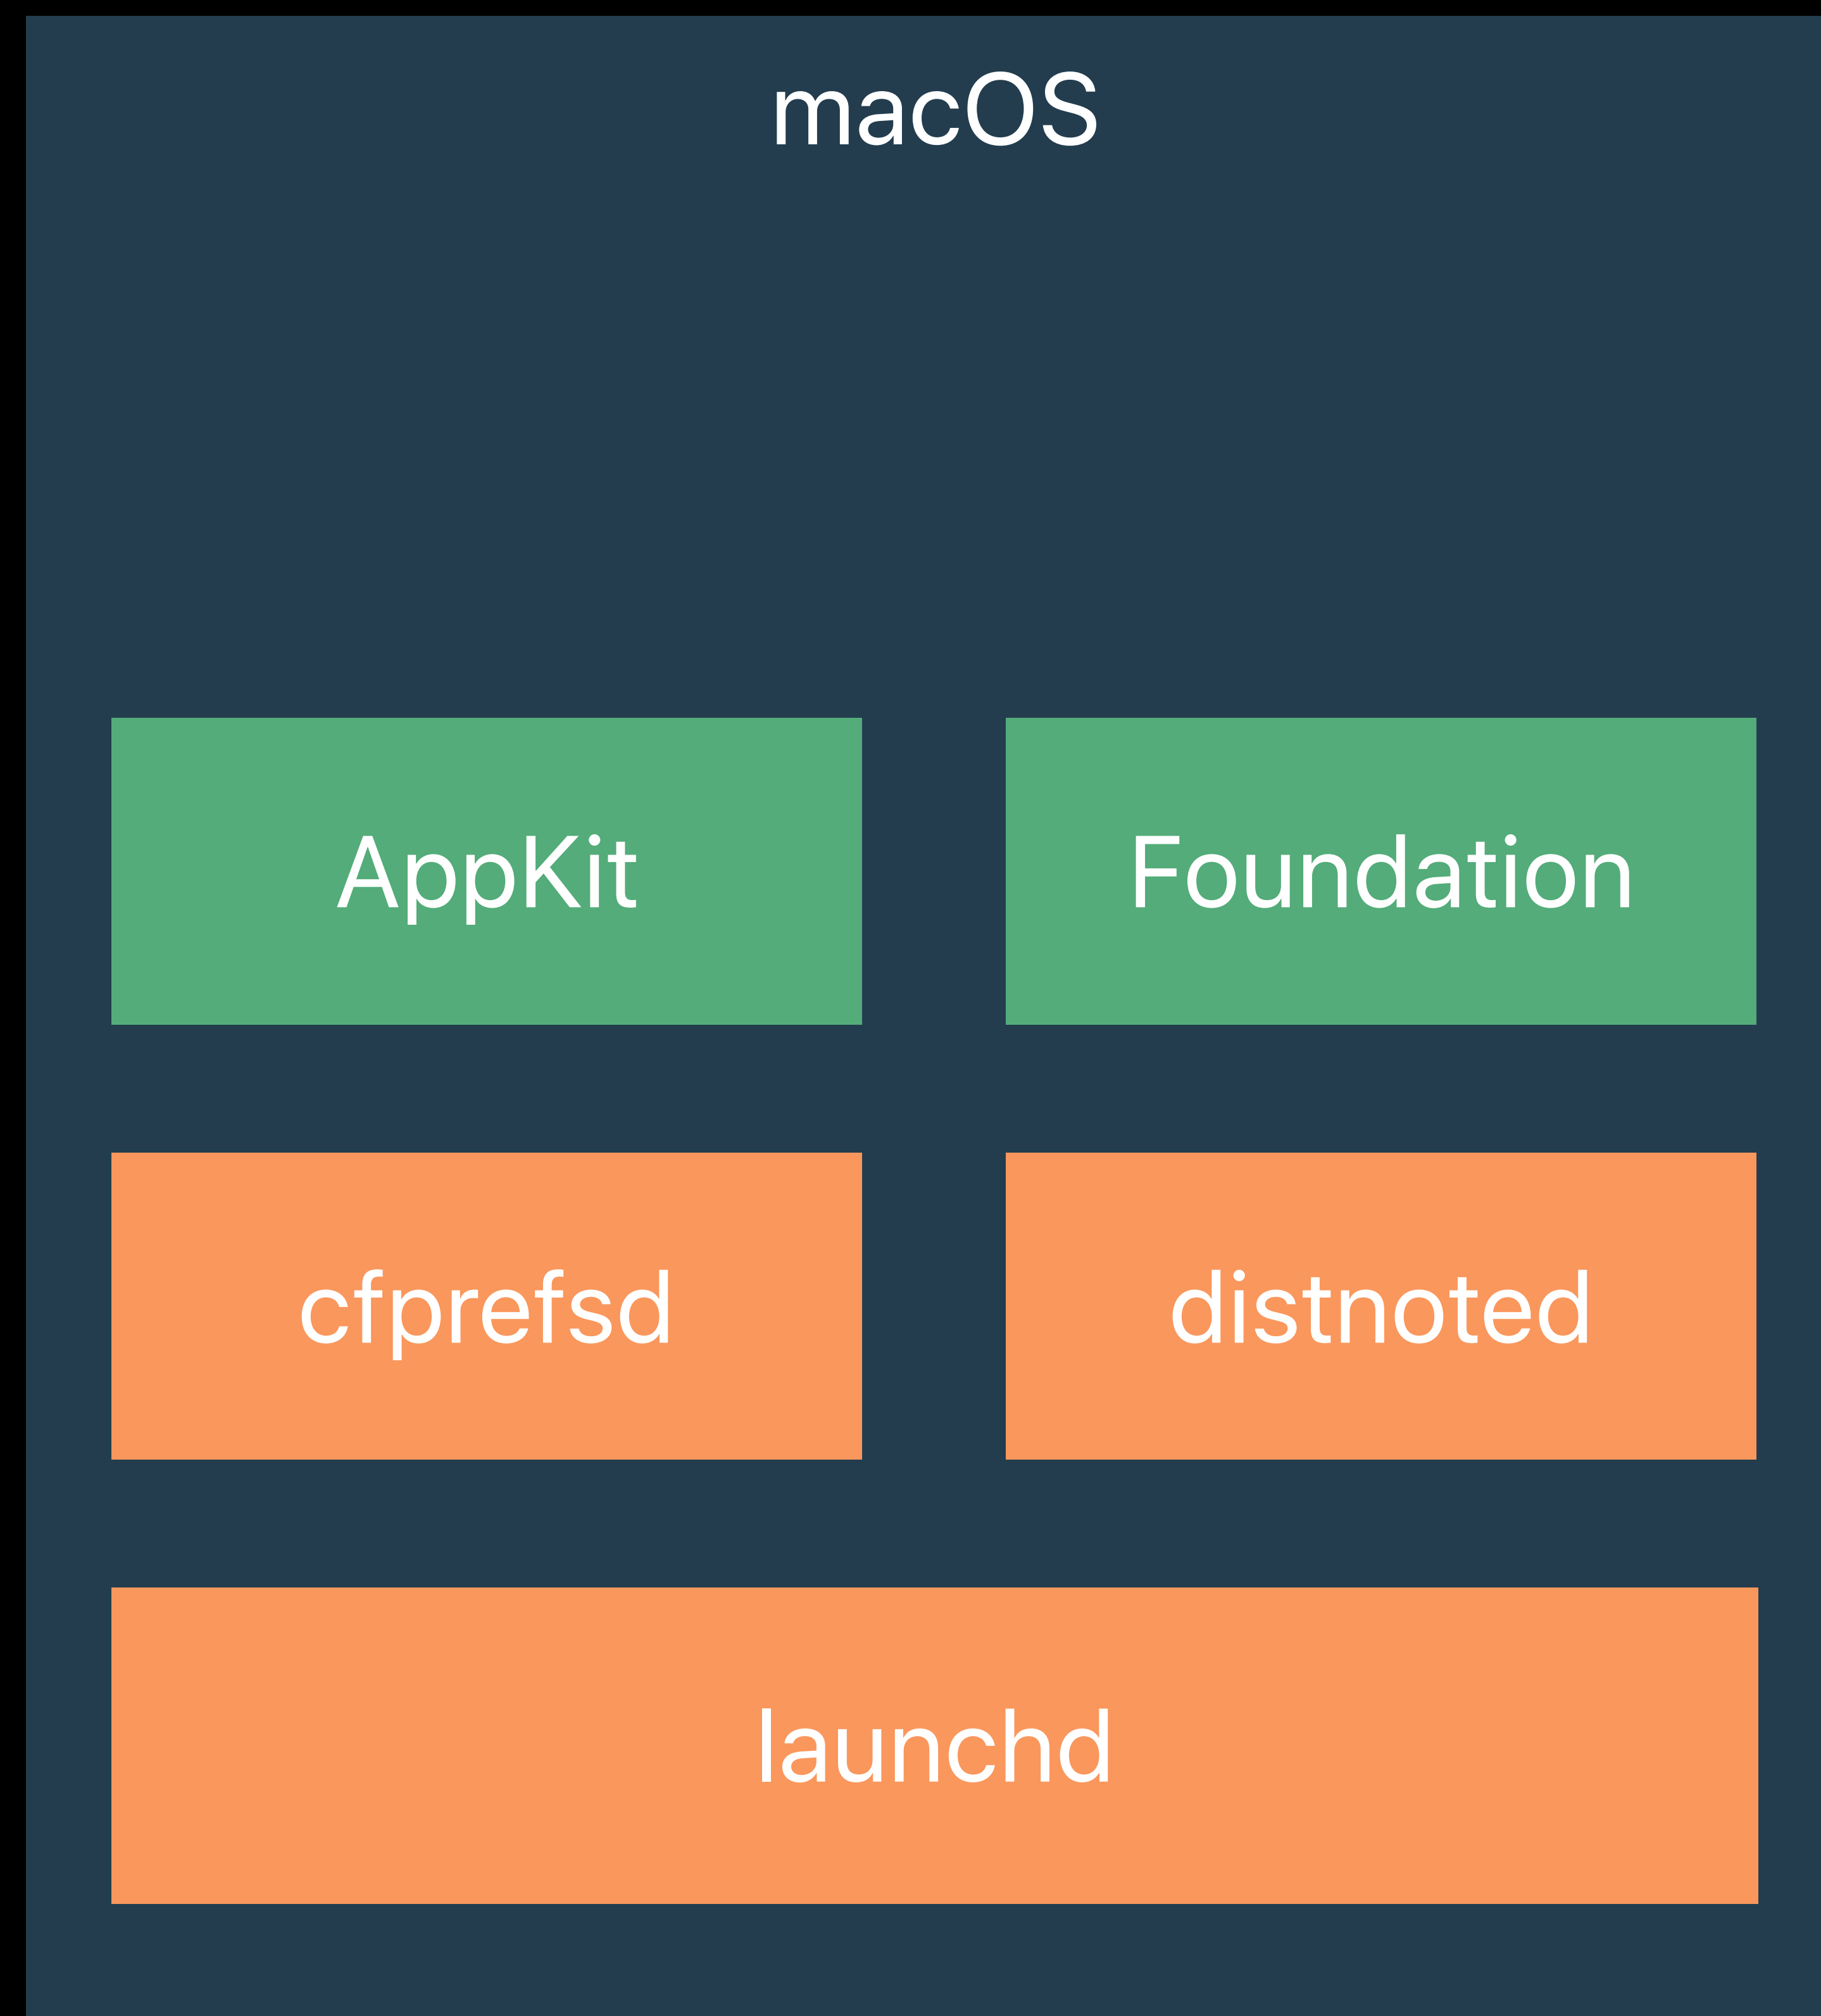 macOS
AppKit
Foundation
cfprefsd
distnoted
launchd